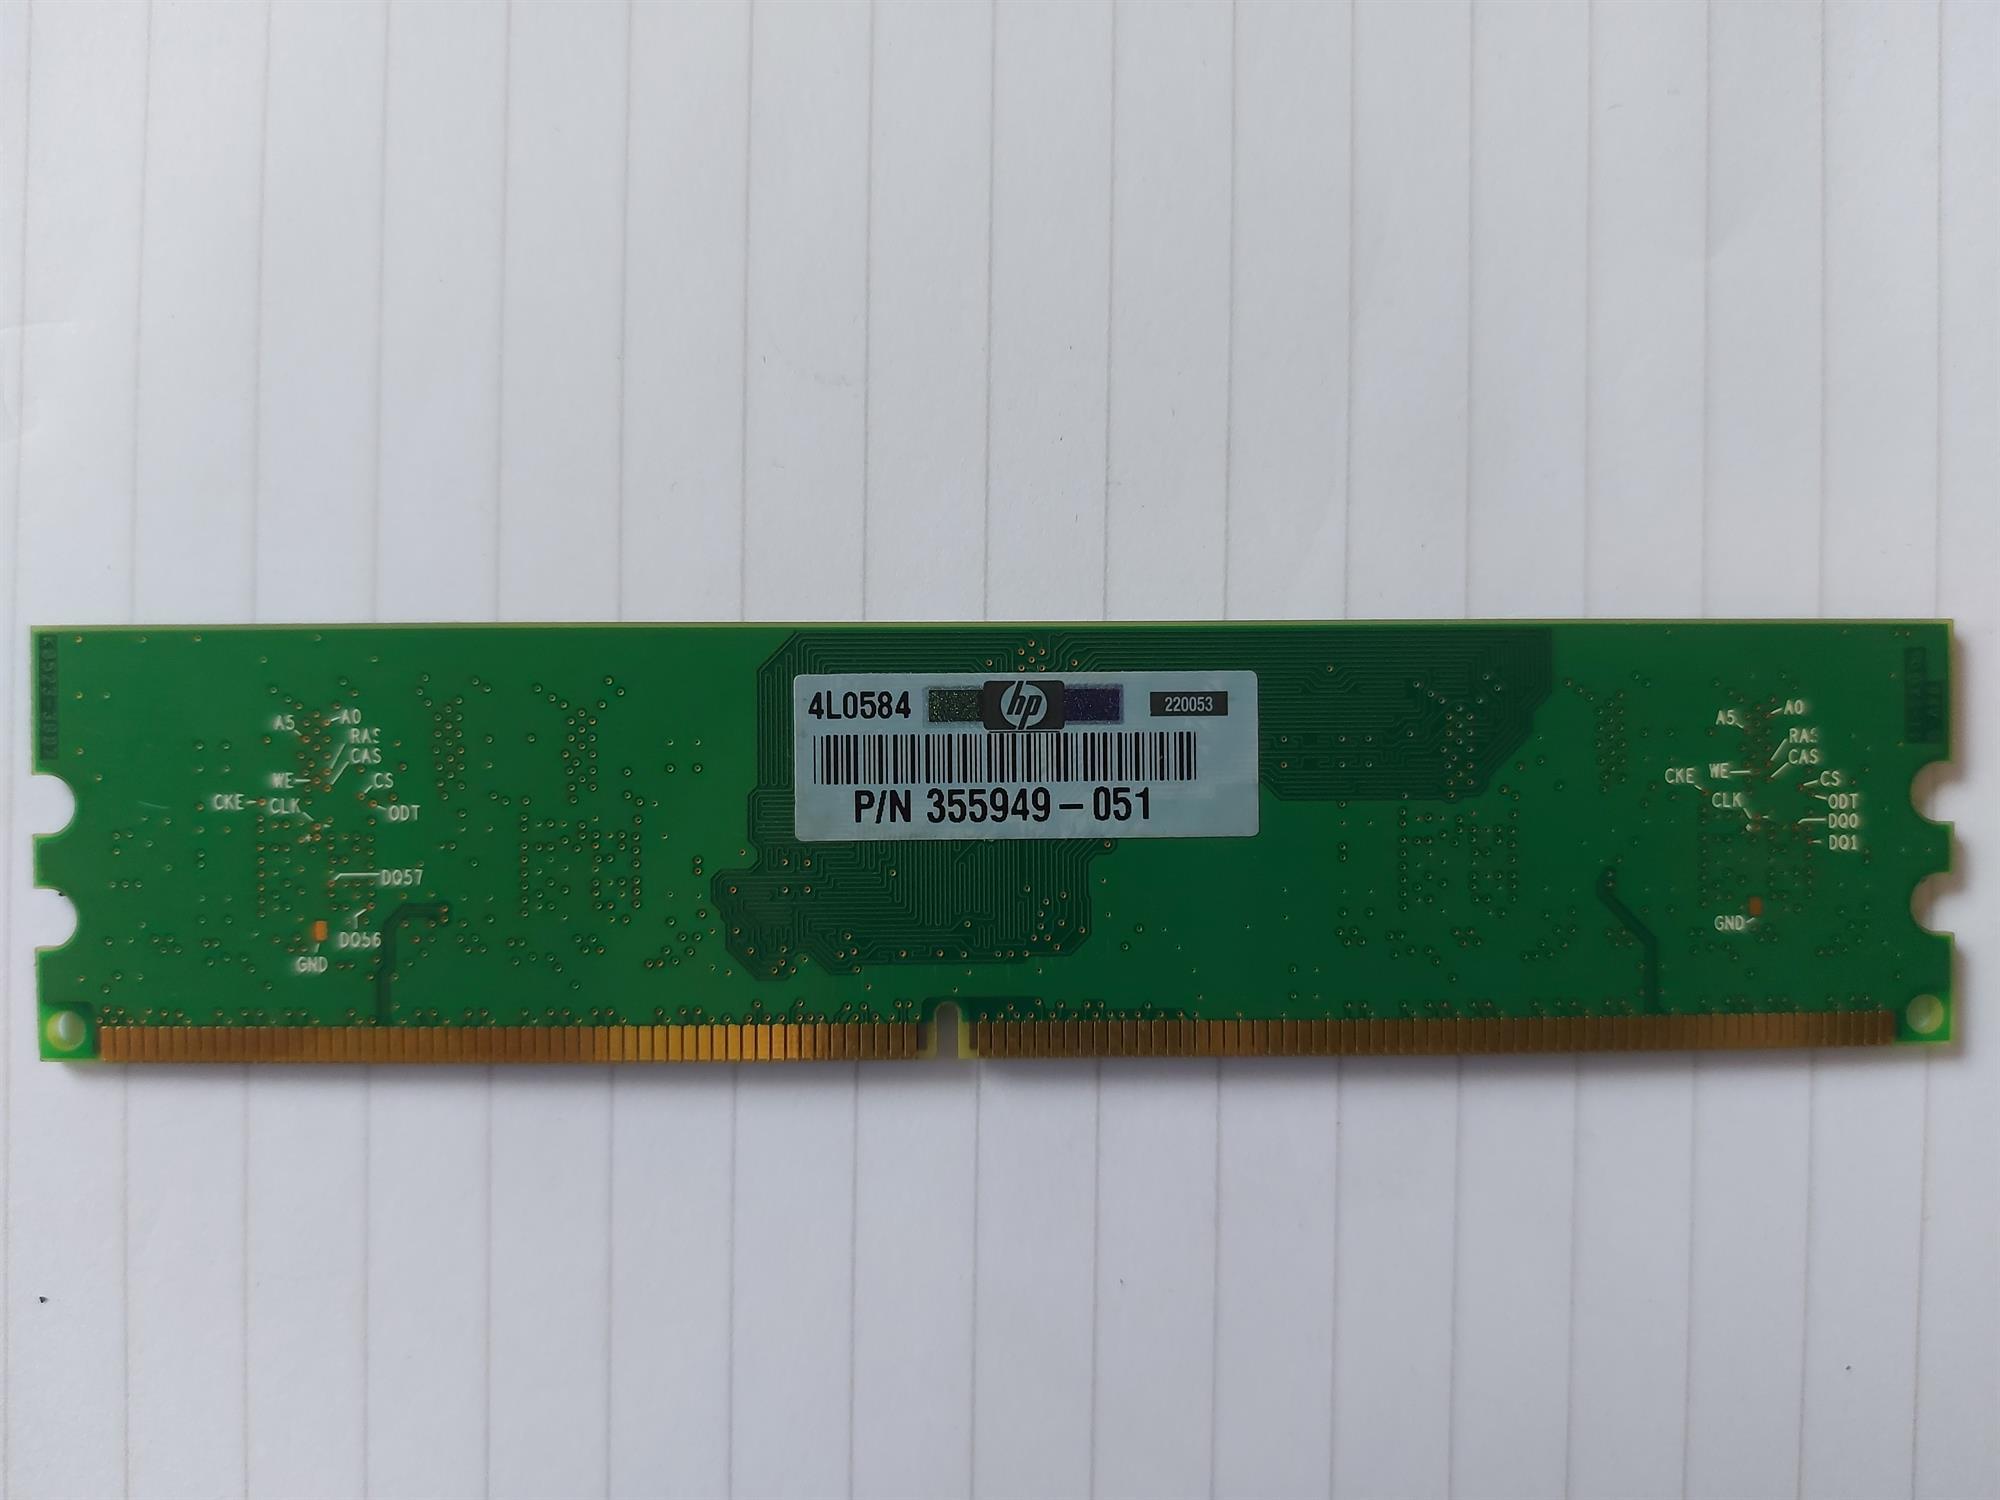 4L0584 hp 220053
P/N 355949-051
A5 A0
RAS
CAS
WE CS
CKE CLK ODT
DQ57
DQ56
GND
A5 A0
RAS
CAS
CKE WE CS
CLK ODT
DQ0
DQ1
GND